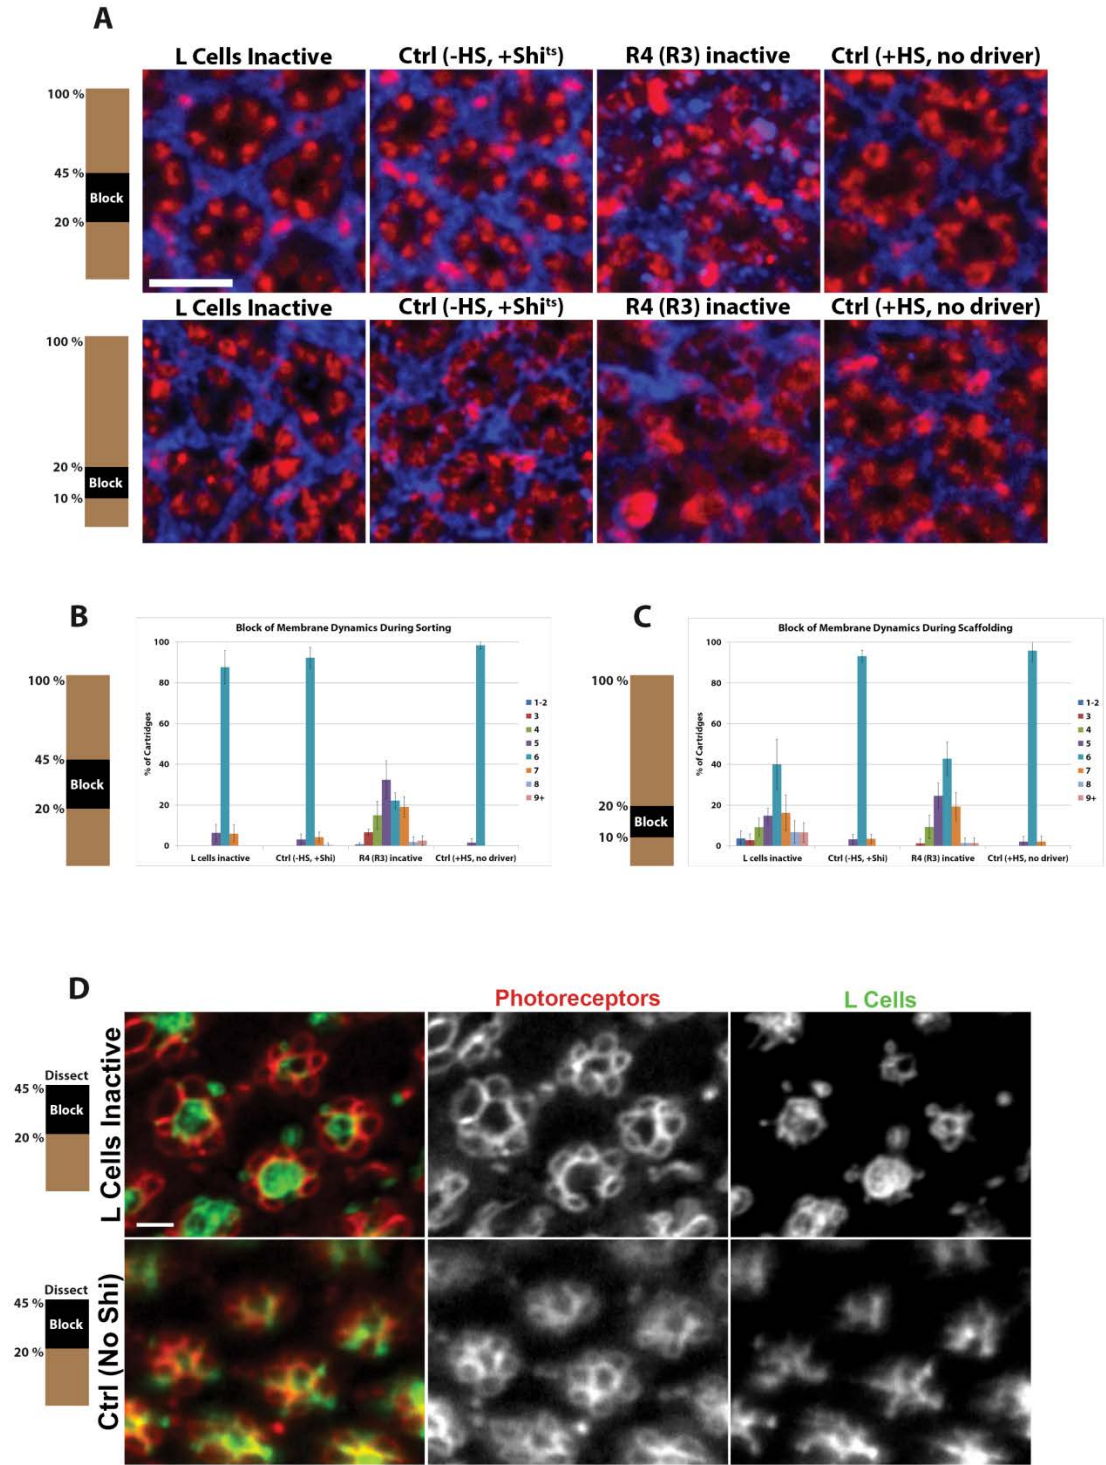 A
L Cells Inactive
Ctrl (-HS, +Shiᵗˢ)
R4 (R3) inactive
Ctrl (+HS, no driver)
100 %
45 %
Block
20 %
L Cells Inactive
Ctrl (-HS, +Shiᵗˢ)
R4 (R3) inactive
Ctrl (+HS, no driver)
100 %
20 %
Block
10 %
B
100 %
45 %
Block
20 %
Block of Membrane Dynamics During Sorting
% of Cartridges
100
80
60
40
20
0
L cells inactive
Ctrl (-HS, +Shi)
R4 (R3) incative
Ctrl (+HS, no driver)
1-2
3
4
5
6
7
8
9+
C
100 %
20 %
Block
10 %
Block of Membrane Dynamics During Scaffolding
% of Cartridges
100
80
60
40
20
0
L cells inactive
Ctrl (-HS, +Shi)
R4 (R3) incative
Ctrl (+HS, no driver)
1-2
3
4
5
6
7
8
9+
D
Photoreceptors
L Cells
Dissect
45 %
Block
20 %
L Cells Inactive
Dissect
45 %
Block
20 %
Ctrl (No Shi)